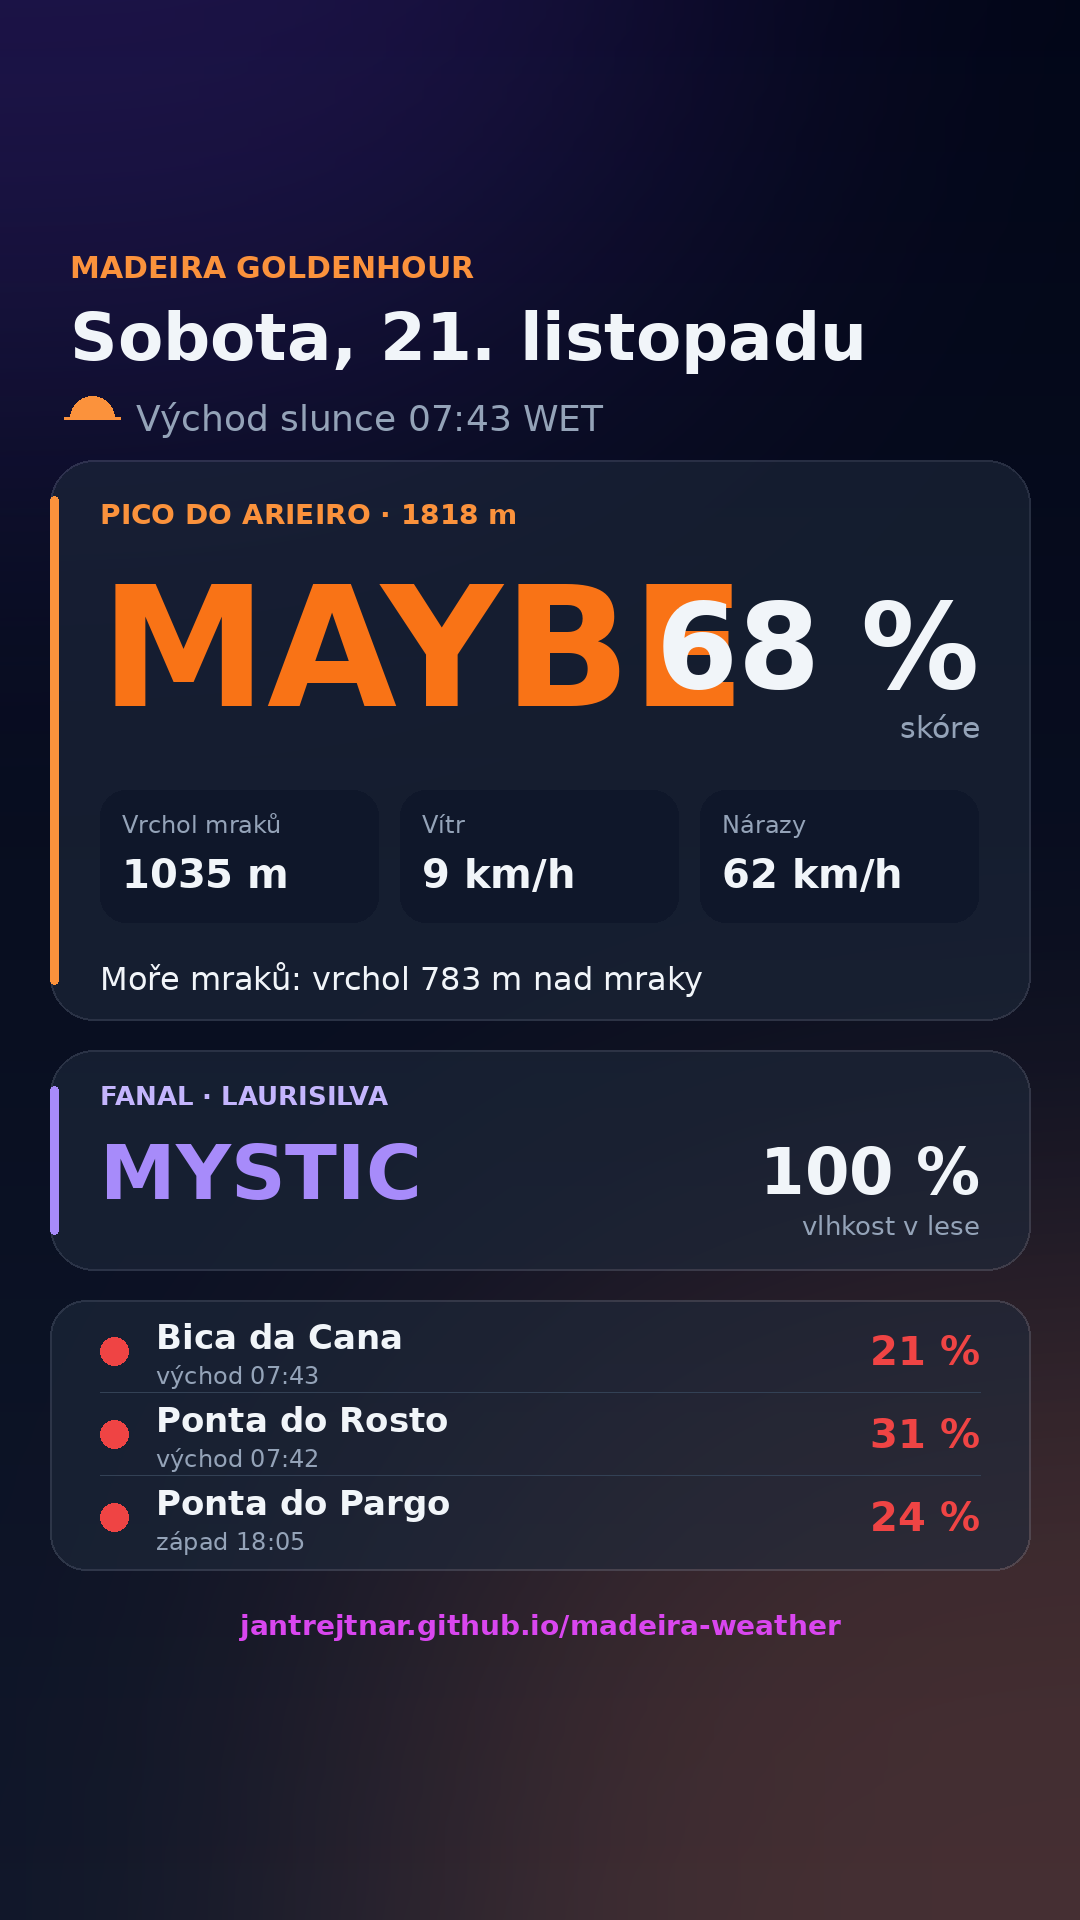 MADEIRA GOLDENHOUR
Sobota, 21. listopadu
Východ slunce 07:43 WET
PICO DO ARIEIRO · 1818 m
MAYBE 68 %
skóre
Vrchol mraků Vítr Nárazy
1035 m 9 km/h 62 km/h
Moře mraků: vrchol 783 m nad mraky
FANAL · LAURISILVA
MYSTIC 100 %
vlhkost v lese
Bica da Cana 21 %
východ 07:43
Ponta do Rosto 31 %
východ 07:42
Ponta do Pargo 24 %
západ 18:05
jantrejtnar.github.io/madeira-weather